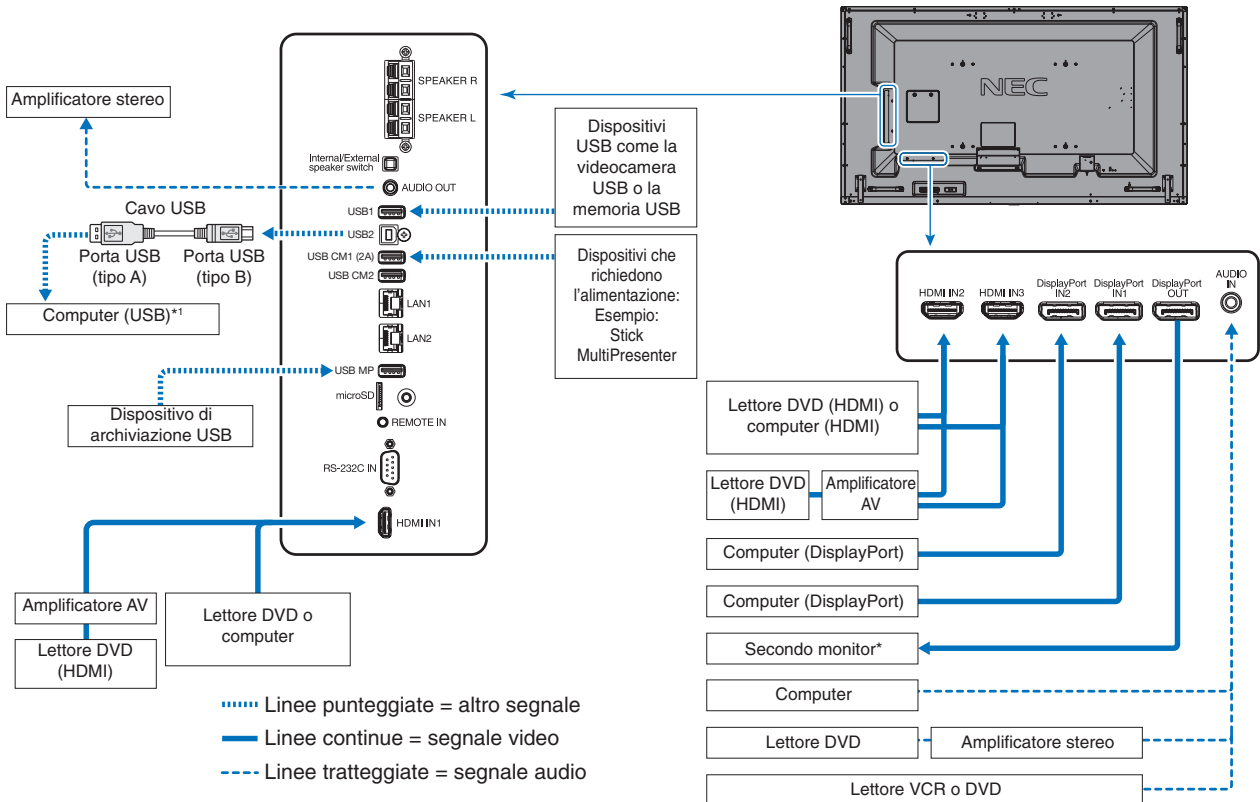 NEC
SPEAKER R
SPEAKER L
Internal/External
speaker switch
AUDIO OUT
USB1
USB2
USB CM1 (2A)
USB CM2
LAN1
LAN2
USB MP
microSD
REMOTE IN
RS-232C IN
HDMI IN1
Amplificatore stereo
Cavo USB
Porta USB
(tipo A)
Porta USB
(tipo B)
Computer (USB)*1
Dispositivo di
archiviazione USB
Dispositivi
USB come la
videocamera
USB o la
memoria USB
Dispositivi che
richiedono
l'alimentazione:
Esempio:
Stick
MultiPresenter
Amplificatore AV
Lettore DVD
(HDMI)
Lettore DVD o
computer
HDMI IN2
HDMI IN3
DisplayPort
IN2
DisplayPort
IN1
DisplayPort
OUT
AUDIO
IN
Lettore DVD (HDMI) o
computer (HDMI)
Lettore DVD
(HDMI)
Amplificatore
AV
Computer (DisplayPort)
Computer (DisplayPort)
Secondo monitor*
Computer
Lettore DVD
Amplificatore stereo
Lettore VCR o DVD
Linee punteggiate = altro segnale
Linee continue = segnale video
Linee tratteggiate = segnale audio